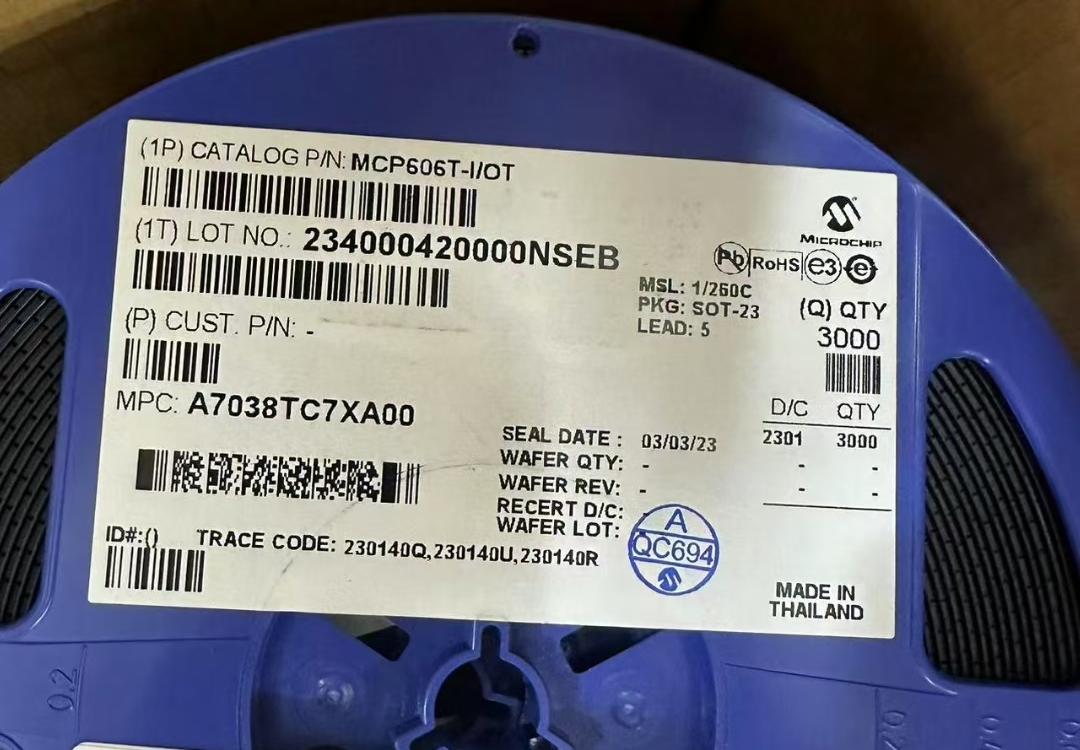 (1P) CATALOG P/N: MCP606T-I/OT
MICROCHIP
(1T) LOT NO.: 234000420000NSEB
Pb RoHS e3 e
MSL: 1/260C
PKG: SOT-23
LEAD: 5
(Q) QTY
3000
(P) CUST. P/N: -
MPC: A7038TC7XA00
D/C QTY
2301 3000
- -
- -
SEAL DATE : 03/03/23
WAFER QTY: -
WAFER REV: -
RECERT D/C:
WAFER LOT:
A
QC694
ID#:() TRACE CODE: 230140Q,230140U,230140R
MADE IN
THAILAND
0.2